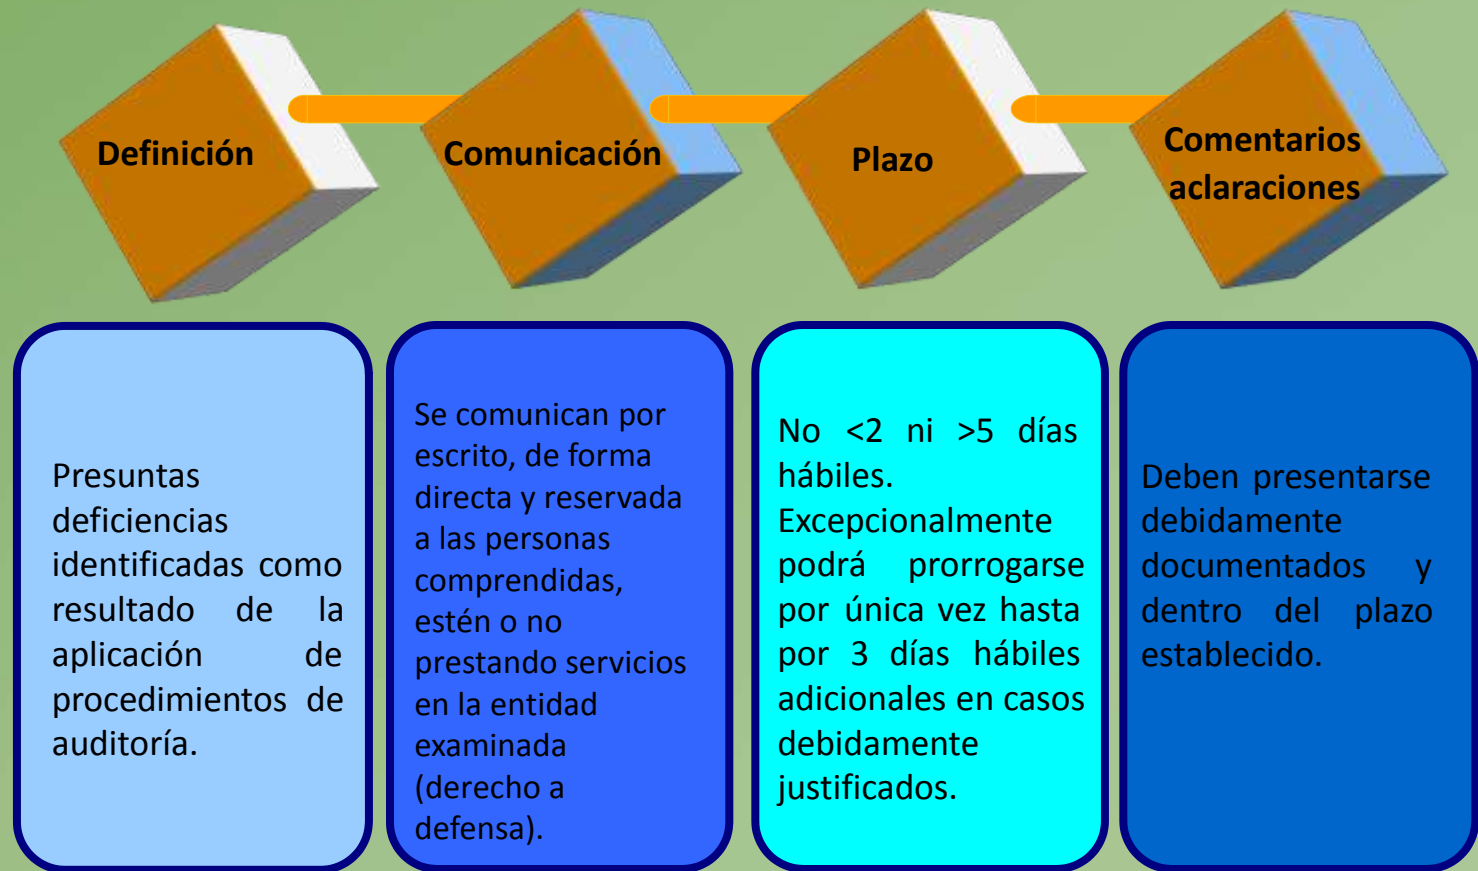 Definición
Comunicación
Plazo
Comentarios
aclaraciones
Presuntas
deficiencias
identificadas como
resultado de la
aplicación de
procedimientos de
auditoría.
Se comunican por
escrito, de forma
directa y reservada
a las personas
comprendidas,
estén o no
prestando servicios
en la entidad
examinada
(derecho a
defensa).
No <2 ni >5 días
hábiles.
Excepcionalmente
podrá prorrogarse
por única vez hasta
por 3 días hábiles
adicionales en casos
debidamente
justificados.
Deben presentarse
debidamente
documentados y
dentro del plazo
establecido.